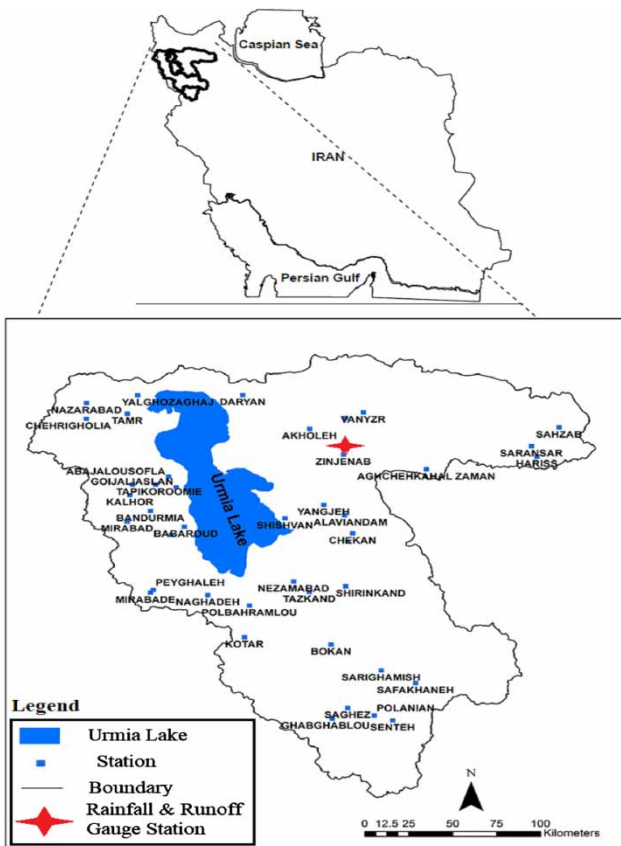 Caspian Sea
IRAN
Persian Gulf
YALGHOZAGHAJ
DARYAN
NAZARABAD
TAMR
CHEHRIGHOLIA
VANYZR
AKHOLEH
SAHZAB
SARANSAR
HARISS
ZINJENAB
AGHCHEHKAHAL ZAMAN
ABAJALOUSOFLA
GOIJALIASLAN
TAPIKOROOMIE
KALHOR
Urmia Lake
BANDURMIA
MIRABAD
BABAROUD
YANGJEH
SHISHVAN
ALAVIANDAM
CHEKAN
PEYGHALEH
MIRABADE
NAGHADEH
NEZAMABAD
TAZKAND
SHIRINKAND
POLBAHRAMLOU
KOTAR
BOKAN
SARIGHAMISH
SAFAKHANEH
POLANIAN
SAGHEZ
GHABGHABLOU
SENTEH
Legend
Urmia Lake
Station
Boundary
Rainfall & Runoff
Gauge Station
N
0 12.5 25 50 75 100
Kilometers